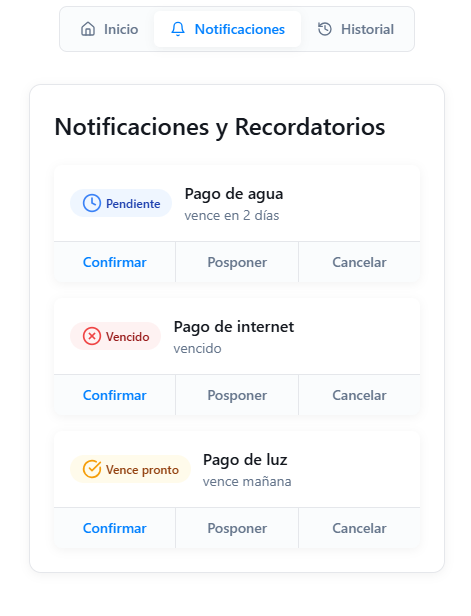 Inicio Notificaciones Historial
Notificaciones y Recordatorios
Pendiente Pago de agua
vence en 2 días
Confirmar Posponer Cancelar
Vencido Pago de internet
vencido
Confirmar Posponer Cancelar
Vence pronto Pago de luz
vence mañana
Confirmar Posponer Cancelar